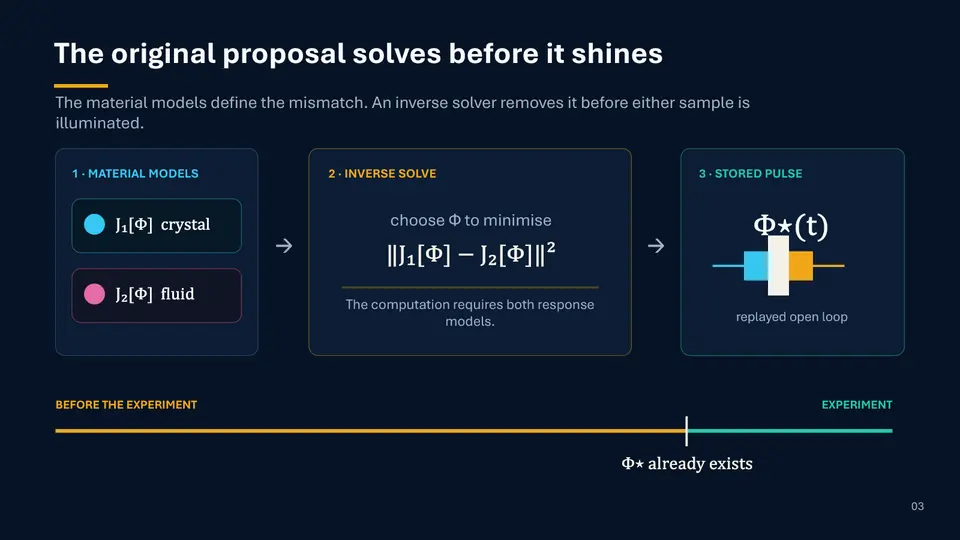 The original proposal solves before it shines
The material models define the mismatch. An inverse solver removes it before either sample is
illuminated.
1 · MATERIAL MODELS
J₁[Φ] crystal
J₂[Φ] fluid
→
2 · INVERSE SOLVE
choose Φ to minimise
‖J₁[Φ] − J₂[Φ]‖²
The computation requires both response
models.
→
3 · STORED PULSE
Φ⋆(t)
replayed open loop
BEFORE THE EXPERIMENT
EXPERIMENT
Φ⋆ already exists
03